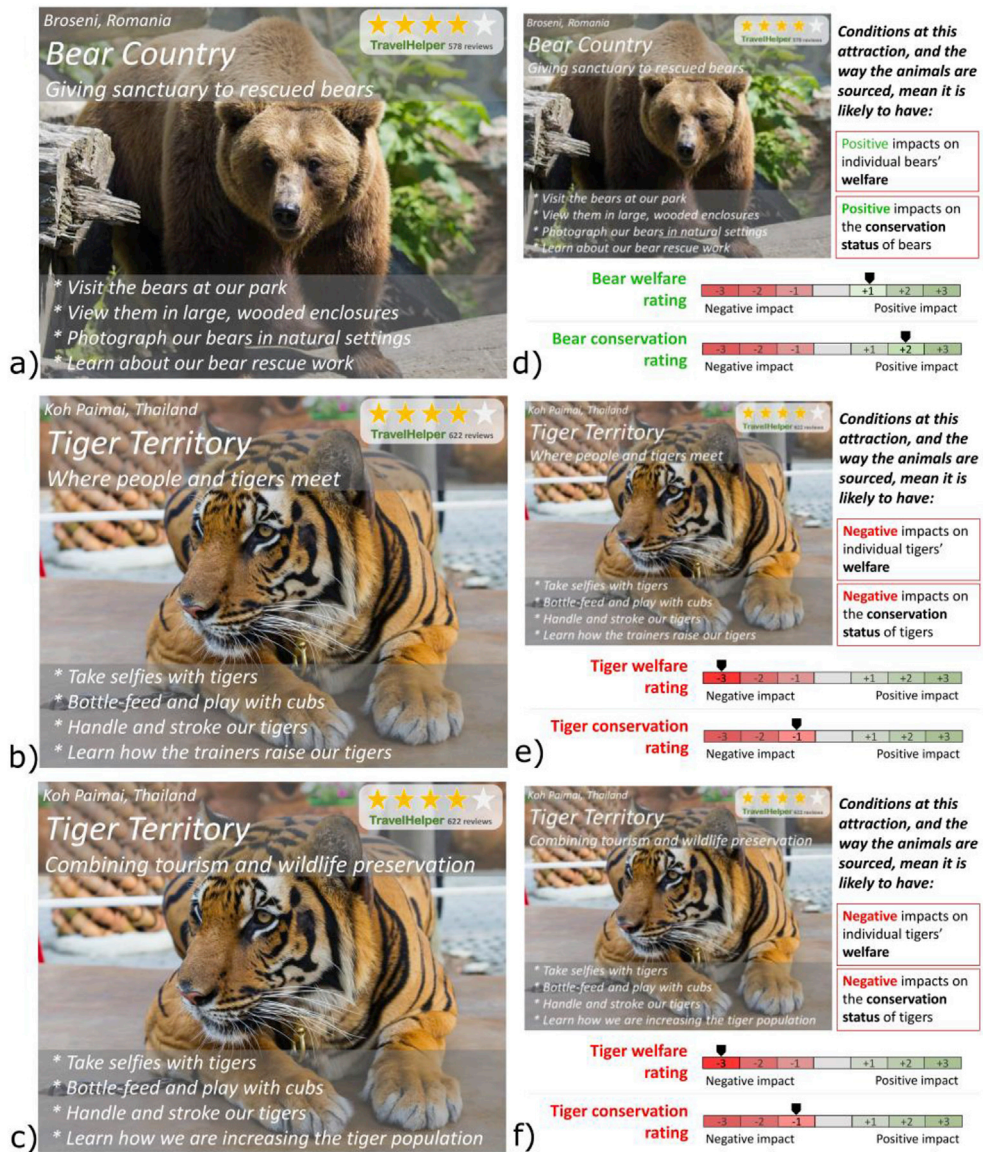 Broseni, Romania
Bear Country
Giving sanctuary to rescued bears
TravelHelper 578 reviews
* Visit the bears at our park
* View them in large, wooded enclosures
* Photograph our bears in natural settings
* Learn about our bear rescue work
a)
Broseni, Romania
Bear Country
Giving sanctuary to rescued bears
TravelHelper 578 reviews
* Visit the bears at our park
* View them in large, wooded enclosures
* Photograph our bears in natural settings
* Learn about our bear rescue work
Conditions at this
attraction, and the
way the animals are
sourced, mean it is
likely to have:
Positive impacts on
individual bears'
welfare
Positive impacts on
the conservation
status of bears
Bear welfare
rating
-3 -2 -1 +1 +2 +3
Negative impact Positive impact
Bear conservation
rating
-3 -2 -1 +1 +2 +3
Negative impact Positive impact
d)
Koh Paimai, Thailand
Tiger Territory
Where people and tigers meet
TravelHelper 622 reviews
* Take selfies with tigers
* Bottle-feed and play with cubs
* Handle and stroke our tigers
* Learn how the trainers raise our tigers
b)
Koh Paimai, Thailand
Tiger Territory
Where people and tigers meet
TravelHelper 622 reviews
* Take selfies with tigers
* Bottle-feed and play with cubs
* Handle and stroke our tigers
* Learn how the trainers raise our tigers
Conditions at this
attraction, and the
way the animals are
sourced, mean it is
likely to have:
Negative impacts on
individual tigers'
welfare
Negative impacts on
the conservation
status of tigers
Tiger welfare
rating
-3 -2 -1 +1 +2 +3
Negative impact Positive impact
Tiger conservation
rating
-3 -2 -1 +1 +2 +3
Negative impact Positive impact
e)
Koh Paimai, Thailand
Tiger Territory
Combining tourism and wildlife preservation
TravelHelper 622 reviews
* Take selfies with tigers
* Bottle-feed and play with cubs
* Handle and stroke our tigers
* Learn how we are increasing the tiger population
c)
Koh Paimai, Thailand
Tiger Territory
Combining tourism and wildlife preservation
TravelHelper 622 reviews
* Take selfies with tigers
* Bottle-feed and play with cubs
* Handle and stroke our tigers
* Learn how we are increasing the tiger population
Conditions at this
attraction, and the
way the animals are
sourced, mean it is
likely to have:
Negative impacts on
individual tigers'
welfare
Negative impacts on
the conservation
status of tigers
Tiger welfare
rating
-3 -2 -1 +1 +2 +3
Negative impact Positive impact
Tiger conservation
rating
-3 -2 -1 +1 +2 +3
Negative impact Positive impact
f)